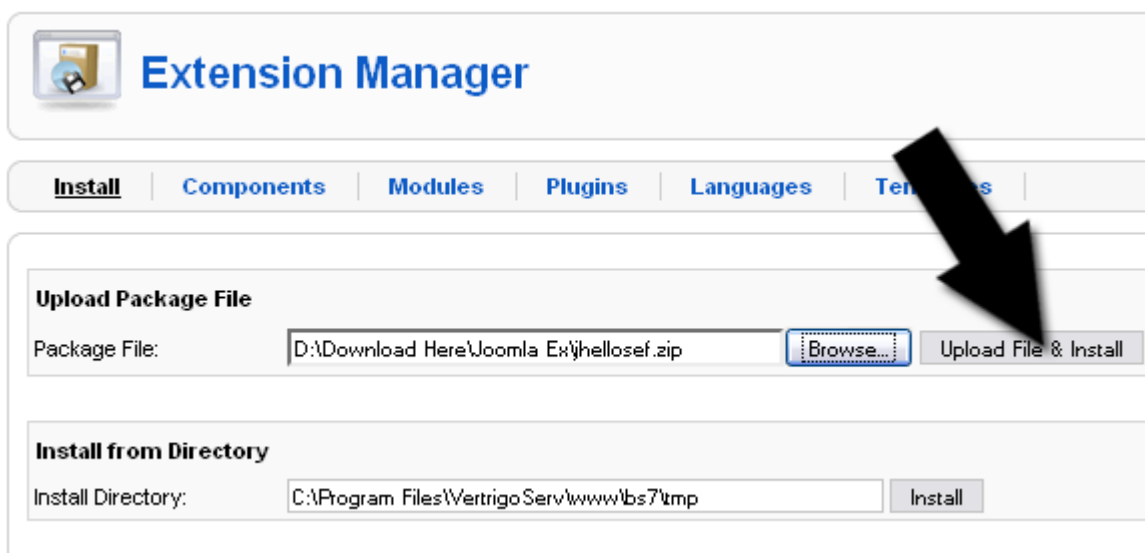 Extension Manager
Install Components Modules Plugins Languages
Upload Package File
Package File: D:\Download Here\Joomla Ex\jhellosef.zip Browse... Upload File & Install
Install from Directory
Install Directory: C:\Program Files\VertrigoServ\www\bs7\tmp Install